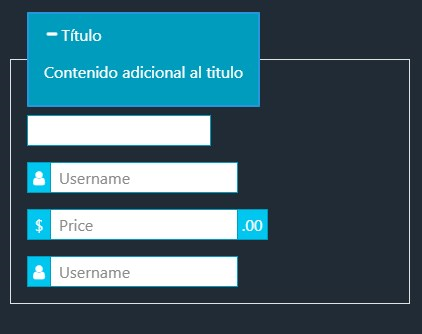 Título
Contenido adicional al titulo
Username
$ Price .00
Username